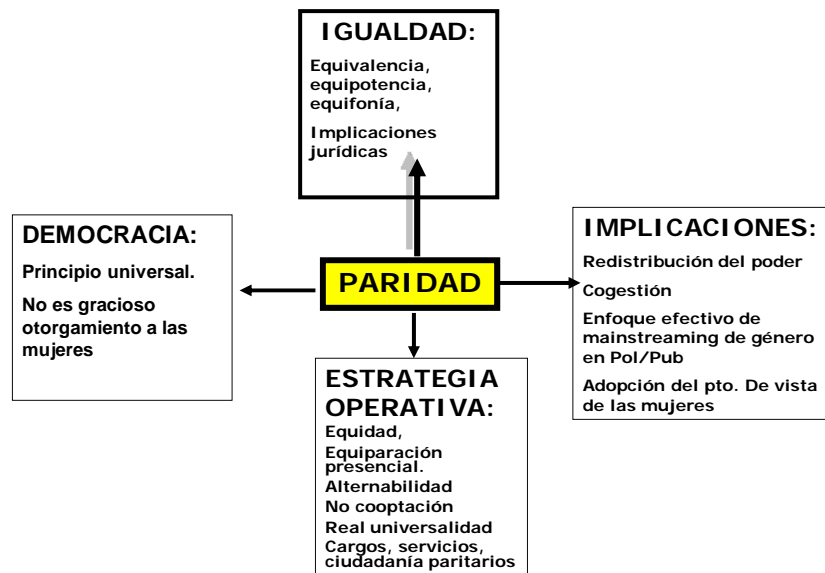 IGUALDAD:
Equivalencia,
equipotencia,
equifonía,
Implicaciones
jurídicas
DEMOCRACIA:
Principio universal.
No es gracioso
otorgamiento a las
mujeres
PARIDAD
IMPLICACIONES:
Redistribución del poder
Cogestión
Enfoque efectivo de
mainstreaming de género
en Pol/Pub
Adopción del pto. De vista
de las mujeres
ESTRATEGIA
OPERATIVA:
Equidad,
Equiparación
presencial.
Alternabilidad
No cooptación
Real universalidad
Cargos, servicios,
ciudadanía paritarios